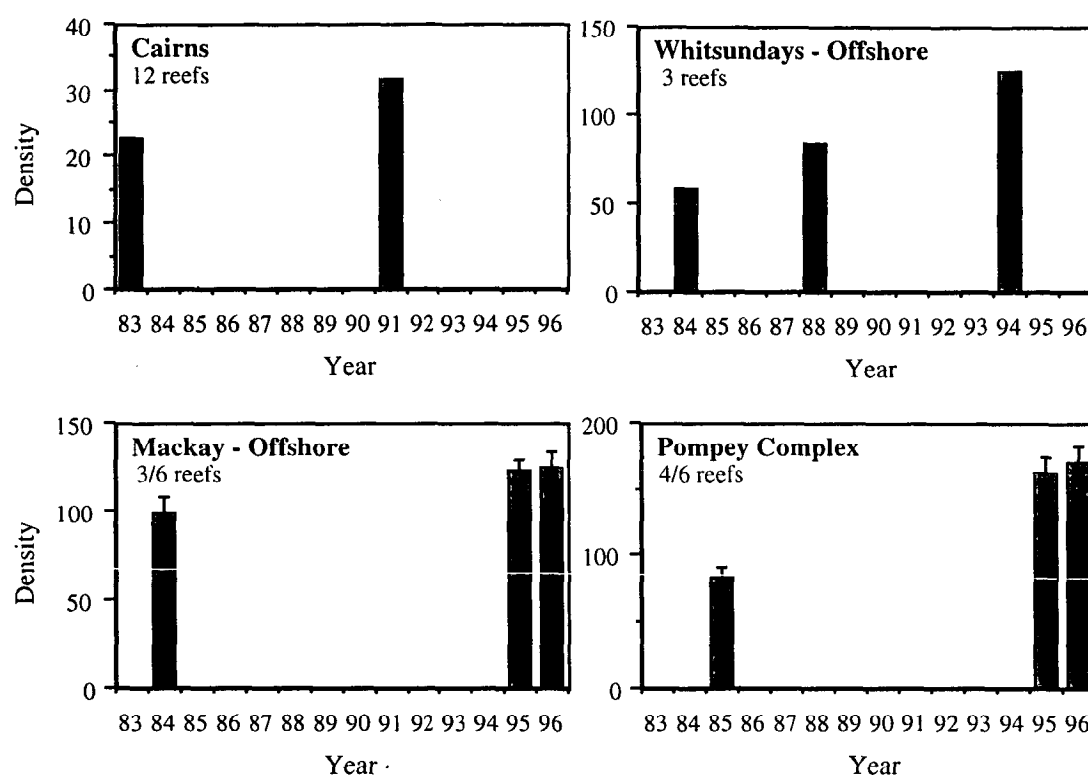 Cairns
12 reefs
Density
40
30
20
10
0
83 84 85 86 87 88 89 90 91 92 93 94 95 96
Year
Whitsundays - Offshore
3 reefs
150
100
50
0
83 84 85 86 87 88 89 90 91 92 93 94 95 96
Year
Mackay - Offshore
3/6 reefs
Density
150
100
50
0
83 84 85 86 87 88 89 90 91 92 93 94 95 96
Year
Pompey Complex
4/6 reefs
200
100
0
83 84 85 86 87 88 89 90 91 92 93 94 95 96
Year